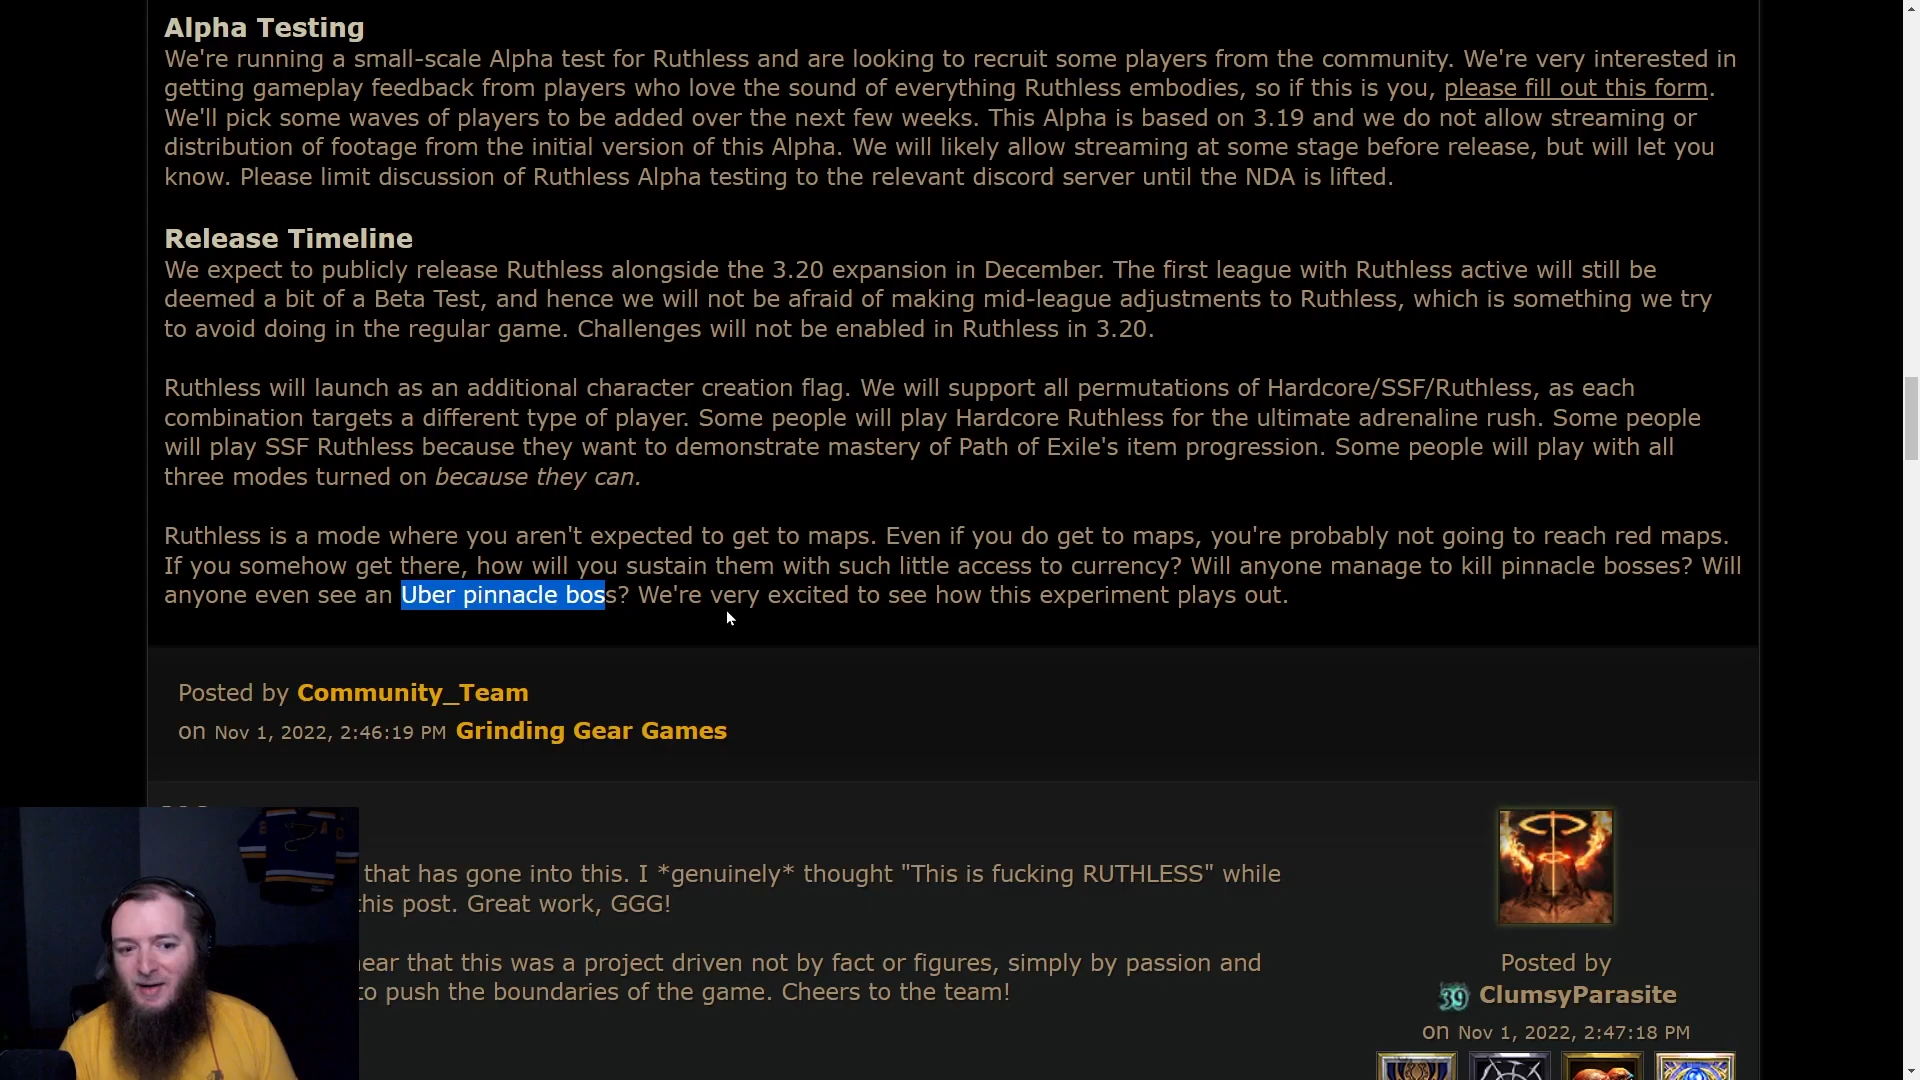 Alpha Testing
We're running a small-scale Alpha test for Ruthless and are looking to recruit some players from the community. We're very interested in
getting gameplay feedback from players who love the sound of everything Ruthless embodies, so if this is you, please fill out this form.
We'll pick some waves of players to be added over the next few weeks. This Alpha is based on 3.19 and we do not allow streaming or
distribution of footage from the initial version of this Alpha. We will likely allow streaming at some stage before release, but will let you
know. Please limit discussion of Ruthless Alpha testing to the relevant discord server until the NDA is lifted.
Release Timeline
We expect to publicly release Ruthless alongside the 3.20 expansion in December. The first league with Ruthless active will still be
deemed a bit of a Beta Test, and hence we will not be afraid of making mid-league adjustments to Ruthless, which is something we try
to avoid doing in the regular game. Challenges will not be enabled in Ruthless in 3.20.
Ruthless will launch as an additional character creation flag. We will support all permutations of Hardcore/SSF/Ruthless, as each
combination targets a different type of player. Some people will play Hardcore Ruthless for the ultimate adrenaline rush. Some people
will play SSF Ruthless because they want to demonstrate mastery of Path of Exile's item progression. Some people will play with all
three modes turned on because they can.
Ruthless is a mode where you aren't expected to get to maps. Even if you do get to maps, you're probably not going to reach red maps.
If you somehow get there, how will you sustain them with such little access to currency? Will anyone manage to kill pinnacle bosses? Will
anyone even see an Uber pinnacle boss? We're very excited to see how this experiment plays out.
Posted by Community_Team
on Nov 1, 2022, 2:46:19 PM Grinding Gear Games
that has gone into this. I *genuinely* thought "This is fucking RUTHLESS" while
this post. Great work, GGG!
that this was a project driven not by fact or figures, simply by passion and
to push the boundaries of the game. Cheers to the team!
Posted by
39 ClumsyParasite
on Nov 1, 2022, 2:47:18 PM